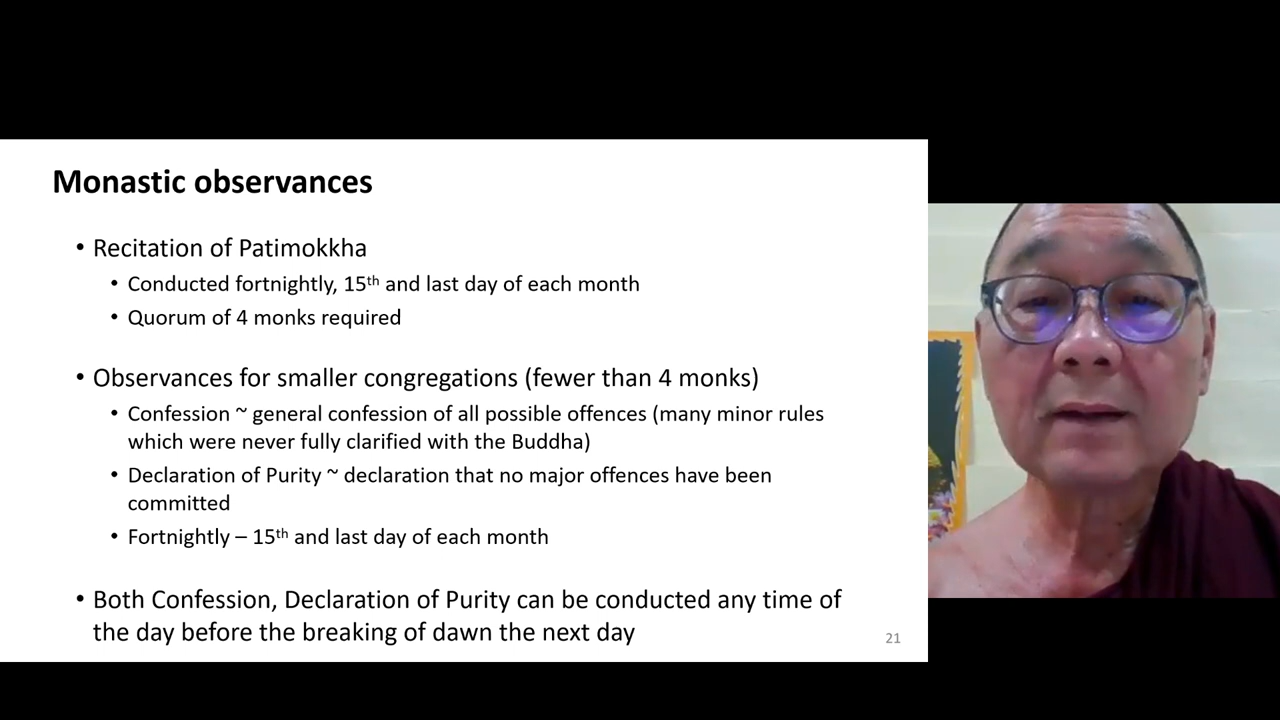 Monastic observances
• Recitation of Patimokkha
• Conducted fortnightly, 15th and last day of each month
• Quorum of 4 monks required
• Observances for smaller congregations (fewer than 4 monks)
• Confession ~ general confession of all possible offences (many minor rules
which were never fully clarified with the Buddha)
• Declaration of Purity ~ declaration that no major offences have been
committed
• Fortnightly – 15th and last day of each month
• Both Confession, Declaration of Purity can be conducted any time of
the day before the breaking of dawn the next day
21